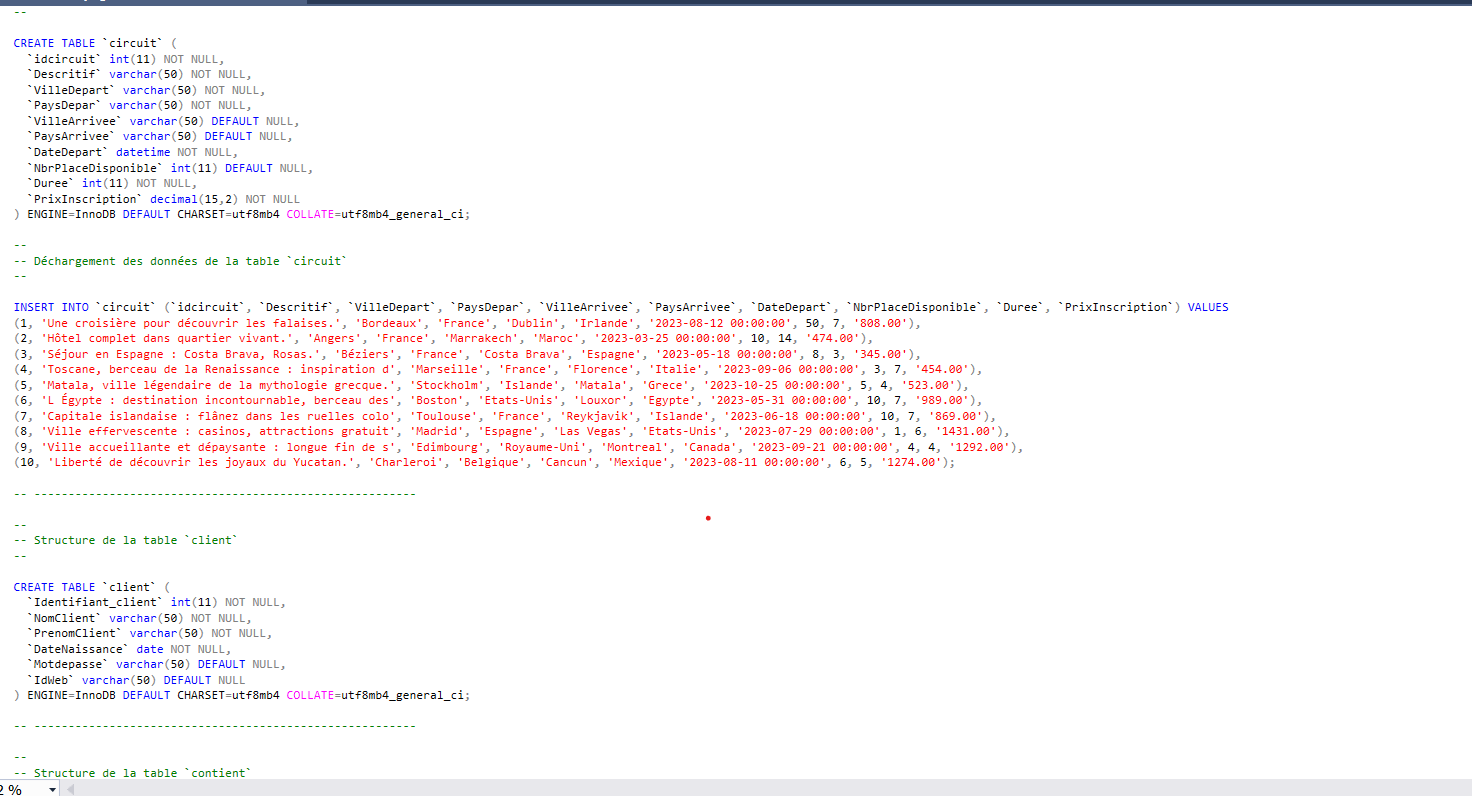 --
CREATE TABLE `circuit` (
`idcircuit` int(11) NOT NULL,
`Descritif` varchar(50) NOT NULL,
`VilleDepart` varchar(50) NOT NULL,
`PaysDepar` varchar(50) NOT NULL,
`VilleArrivee` varchar(50) DEFAULT NULL,
`PaysArrivee` varchar(50) DEFAULT NULL,
`DateDepart` datetime NOT NULL,
`NbrPlaceDisponible` int(11) DEFAULT NULL,
`Duree` int(11) NOT NULL,
`PrixInscription` decimal(15,2) NOT NULL
) ENGINE=InnoDB DEFAULT CHARSET=utf8mb4 COLLATE=utf8mb4_general_ci;
--
-- Déchargement des données de la table `circuit`
--
INSERT INTO `circuit` (`idcircuit`, `Descritif`, `VilleDepart`, `PaysDepar`, `VilleArrivee`, `PaysArrivee`, `DateDepart`, `NbrPlaceDisponible`, `Duree`, `PrixInscription`) VALUES
(1, 'Une croisière pour découvrir les falaises.', 'Bordeaux', 'France', 'Dublin', 'Irlande', '2023-08-12 00:00:00', 50, 7, '808.00'),
(2, 'Hôtel complet dans quartier vivant.', 'Angers', 'France', 'Marrakech', 'Maroc', '2023-03-25 00:00:00', 10, 14, '474.00'),
(3, 'Séjour en Espagne : Costa Brava, Rosas.', 'Béziers', 'France', 'Costa Brava', 'Espagne', '2023-05-18 00:00:00', 8, 3, '345.00'),
(4, 'Toscane, berceau de la Renaissance : inspiration d', 'Marseille', 'France', 'Florence', 'Italie', '2023-09-06 00:00:00', 3, 7, '454.00'),
(5, 'Matala, ville légendaire de la mythologie grecque.', 'Stockholm', 'Islande', 'Matala', 'Grece', '2023-10-25 00:00:00', 5, 4, '523.00'),
(6, 'L Égypte : destination incontournable, berceau des', 'Boston', 'Etats-Unis', 'Louxor', 'Egypte', '2023-05-31 00:00:00', 10, 7, '989.00'),
(7, 'Capitale islandaise : flânez dans les ruelles colo', 'Toulouse', 'France', 'Reykjavik', 'Islande', '2023-06-18 00:00:00', 10, 7, '869.00'),
(8, 'Ville effervescente : casinos, attractions gratuit', 'Madrid', 'Espagne', 'Las Vegas', 'Etats-Unis', '2023-07-29 00:00:00', 1, 6, '1431.00'),
(9, 'Ville accueillante et dépaysante : longue fin de s', 'Edimbourg', 'Royaume-Uni', 'Montreal', 'Canada', '2023-09-21 00:00:00', 4, 4, '1292.00'),
(10, 'Liberté de découvrir les joyaux du Yucatan.', 'Charleroi', 'Belgique', 'Cancun', 'Mexique', '2023-08-11 00:00:00', 6, 5, '1274.00');
-- --------------------------------------------------------
--
-- Structure de la table `client`
--
CREATE TABLE `client` (
`Identifiant_client` int(11) NOT NULL,
`NomClient` varchar(50) NOT NULL,
`PrenomClient` varchar(50) NOT NULL,
`DateNaissance` date NOT NULL,
`Motdepasse` varchar(50) DEFAULT NULL,
`IdWeb` varchar(50) DEFAULT NULL
) ENGINE=InnoDB DEFAULT CHARSET=utf8mb4 COLLATE=utf8mb4_general_ci;
-- --------------------------------------------------------
--
-- Structure de la table `contient`
2 %